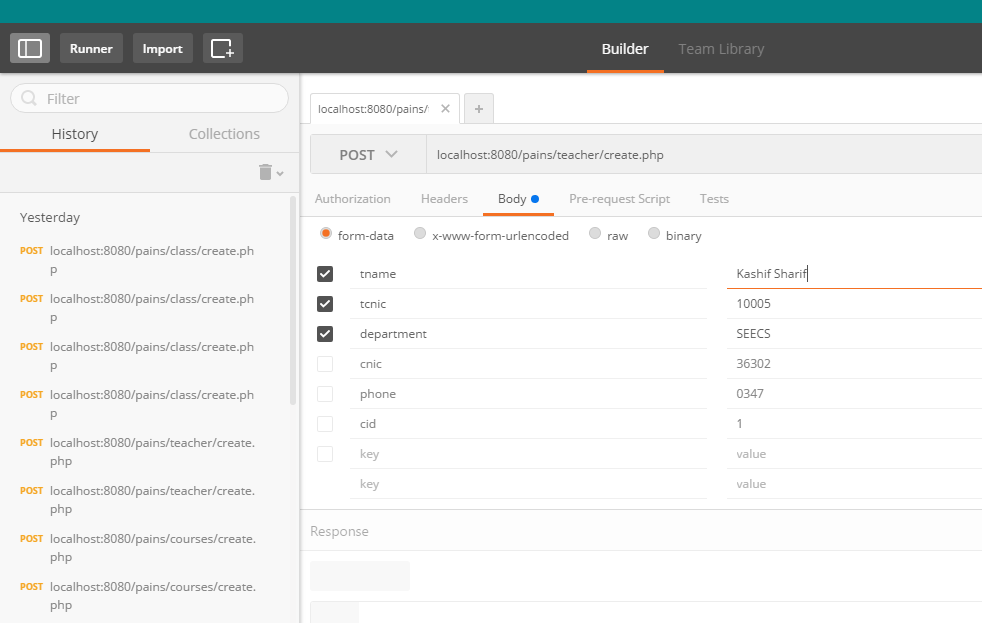 Runner Import Builder Team Library
Filter
History Collections
Yesterday
POST localhost:8080/pains/class/create.ph
p
POST localhost:8080/pains/class/create.ph
p
POST localhost:8080/pains/class/create.ph
p
POST localhost:8080/pains/class/create.ph
p
POST localhost:8080/pains/teacher/create.
php
POST localhost:8080/pains/teacher/create.
php
POST localhost:8080/pains/courses/create.
php
POST localhost:8080/pains/courses/create.
php
localhost:8080/pains/
POST localhost:8080/pains/teacher/create.php
Authorization Headers Body Pre-request Script Tests
form-data x-www-form-urlencoded raw binary
tname Kashif Sharif
tcnic 10005
department SEECS
cnic 36302
phone 0347
cid 1
key value
key value
Response